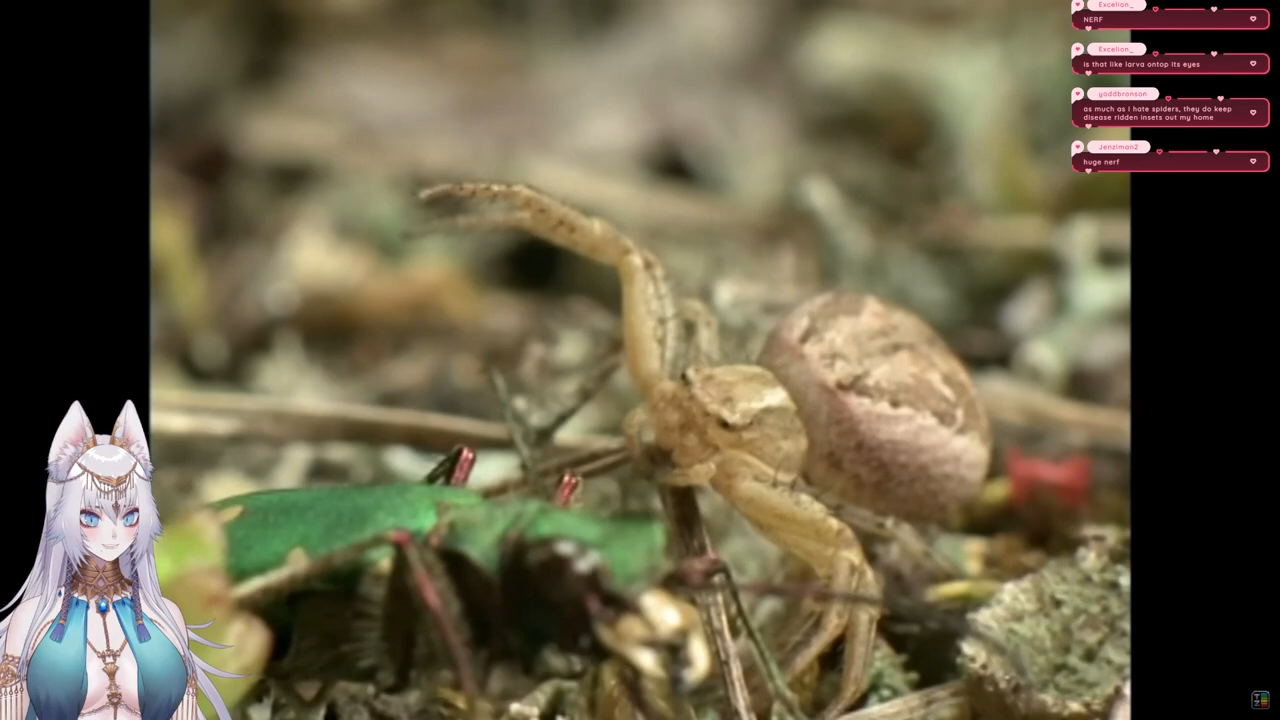 Excelion_
NERF
Excelion_
is that like larva ontop its eyes
yoddbronson
as much as I hate spiders, they do keep
disease ridden insets out my home
Jenziman2
huge nerf